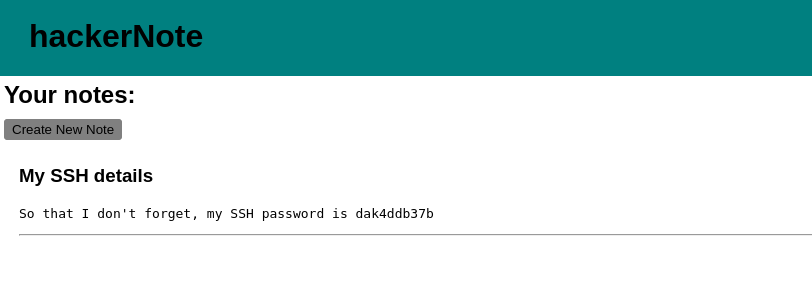 hackerNote
Your notes:
Create New Note
My SSH details
So that I don't forget, my SSH password is dak4ddb37b